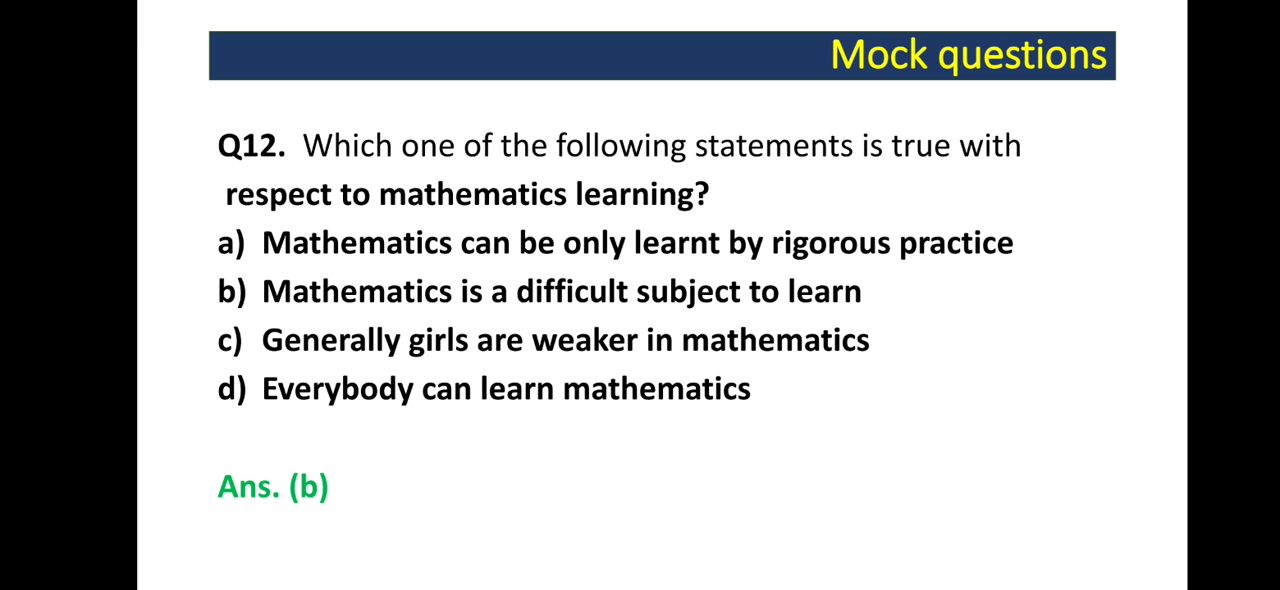 Mock questions
Q12. Which one of the following statements is true with
respect to mathematics learning?
a) Mathematics can be only learnt by rigorous practice
b) Mathematics is a difficult subject to learn
c) Generally girls are weaker in mathematics
d) Everybody can learn mathematics
Ans. (b)